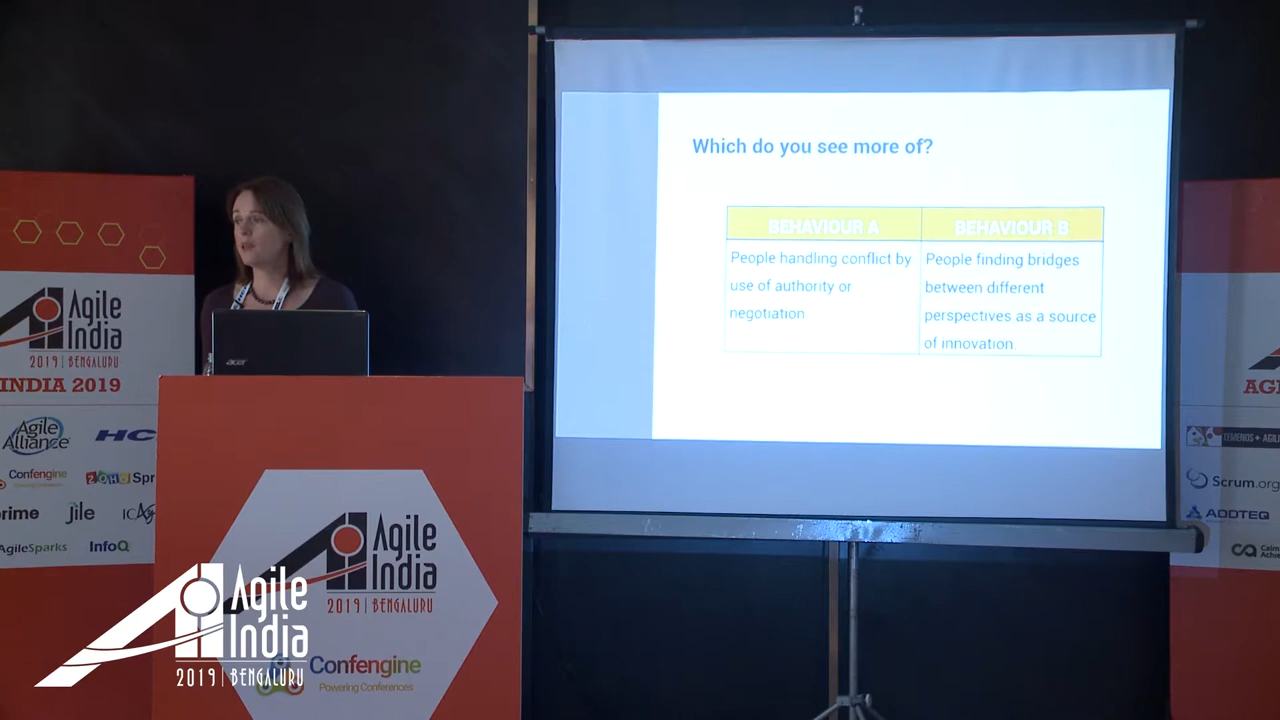 Which do you see more of?
BEHAVIOUR A
BEHAVIOUR B
People handling conflict by
use of authority or
negotiation
People finding bridges
between different
perspectives as a source
of innovation.
Agile
India
2019 | BENGALURU
INDIA 2019
Agile
Alliance
Confengine
Jile
AgileSparks
InfoQ
acer
Agile
India
2019 | BENGALURU
Confengine
Powering Conferences
Agile
India
2019 | BENGALURU
Scrum.org
ADDTEQ